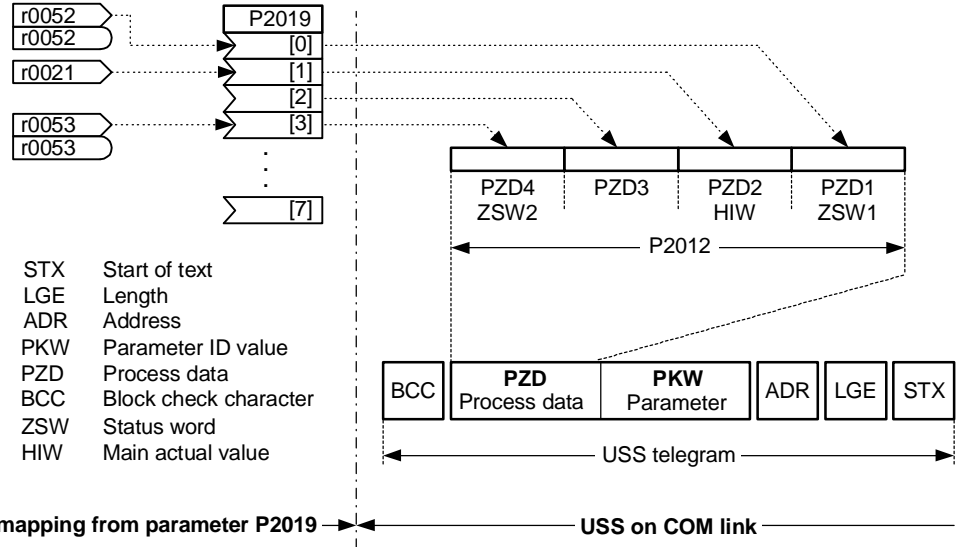 r0052
r0052
r0021
r0053
r0053
P2019
[0]
[1]
[2]
[3]
[7]
PZD4 PZD3 PZD2 PZD1
ZSW2 HIW ZSW1
P2012
STX Start of text
LGE Length
ADR Address
PKW Parameter ID value
PZD Process data
BCC Block check character
ZSW Status word
HIW Main actual value
BCC PZD Process data PKW Parameter ADR LGE STX
USS telegram
mapping from parameter P2019 USS on COM link